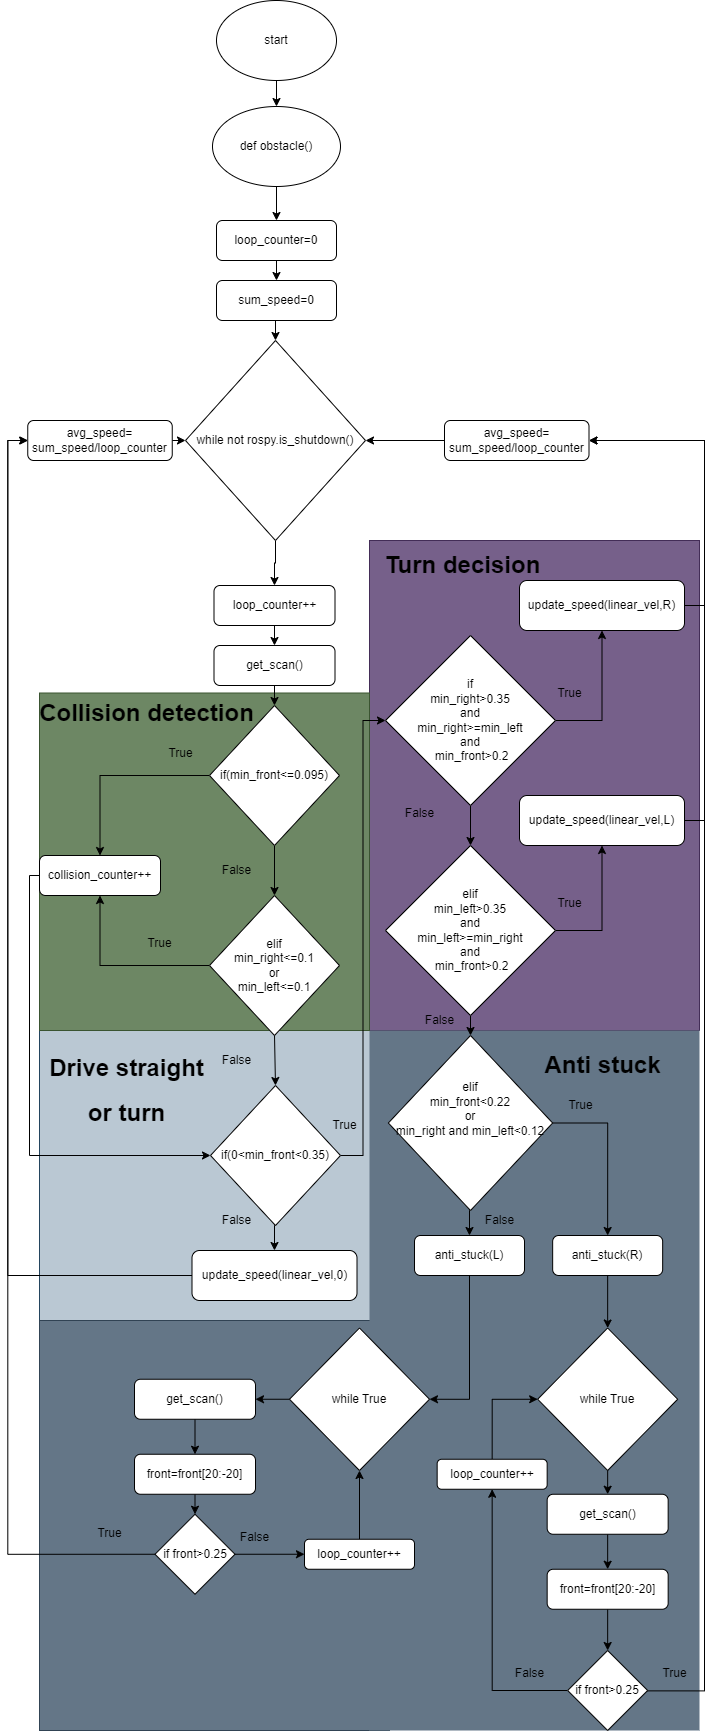 start
def obstacle()
loop_counter=0
sum_speed=0
while not rospy.is_shutdown()
avg_speed=
sum_speed/loop_counter
avg_speed=
sum_speed/loop_counter
loop_counter++
get_scan()
Turn decision
update_speed(linear_vel,R)
if
min_right>0.35
and
min_right>=min_left
and
min_front>0.2
True
False
update_speed(linear_vel,L)
elif
min_left>0.35
and
min_left>=min_right
and
min_front>0.2
True
False
Collision detection
True
if(min_front<=0.095)
False
collision_counter++
True
elif
min_right<=0.1
or
min_left<=0.1
False
Drive straight
or turn
True
if(0<min_front<0.35)
False
update_speed(linear_vel,0)
Anti stuck
elif
min_front<0.22
or
min_right and min_left<0.12
True
False
anti_stuck(L)
anti_stuck(R)
while True
get_scan()
front=front[20:-20]
True
if front>0.25
False
loop_counter++
while True
loop_counter++
get_scan()
front=front[20:-20]
False
if front>0.25
True